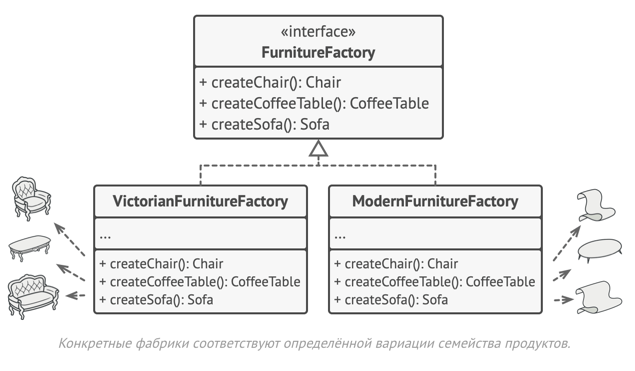 «interface»
FurnitureFactory
+ createChair(): Chair
+ createCoffeeTable(): CoffeeTable
+ createSofa(): Sofa
VictorianFurnitureFactory
...
+ createChair(): Chair
+ createCoffeeTable(): CoffeeTable
+ createSofa(): Sofa
ModernFurnitureFactory
...
+ createChair(): Chair
+ createCoffeeTable(): CoffeeTable
+ createSofa(): Sofa
Конкретные фабрики соответствуют определённой вариации семейства продуктов.